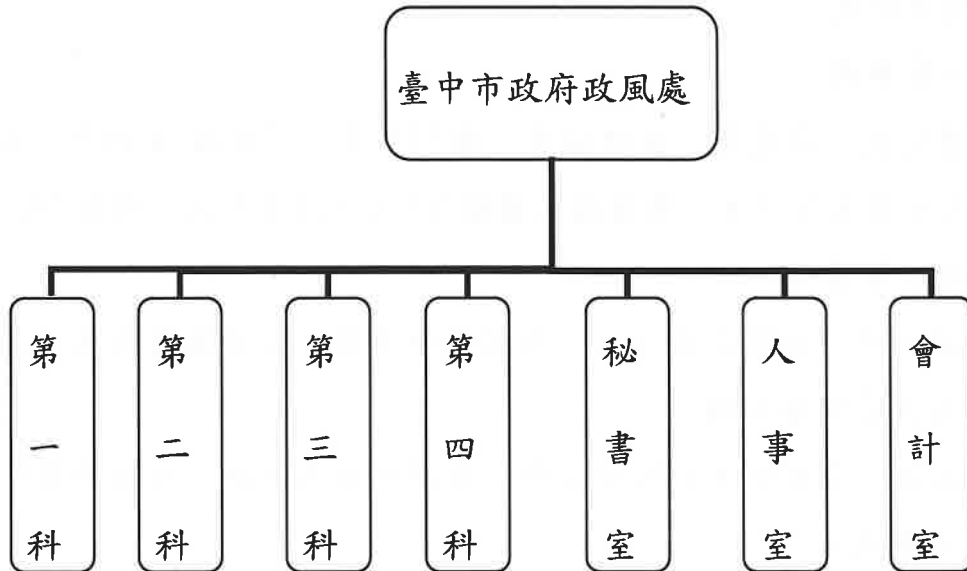 臺中市政府政風處
第一科
第二科
第三科
第四科
秘書室
人事室
會計室